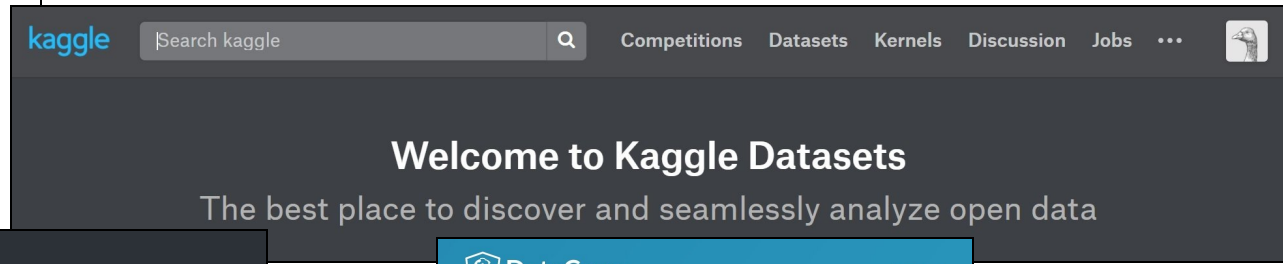 kaggle Search kaggle Competitions Datasets Kernels Discussion Jobs •••
Welcome to Kaggle Datasets
The best place to discover and seamlessly analyze open data